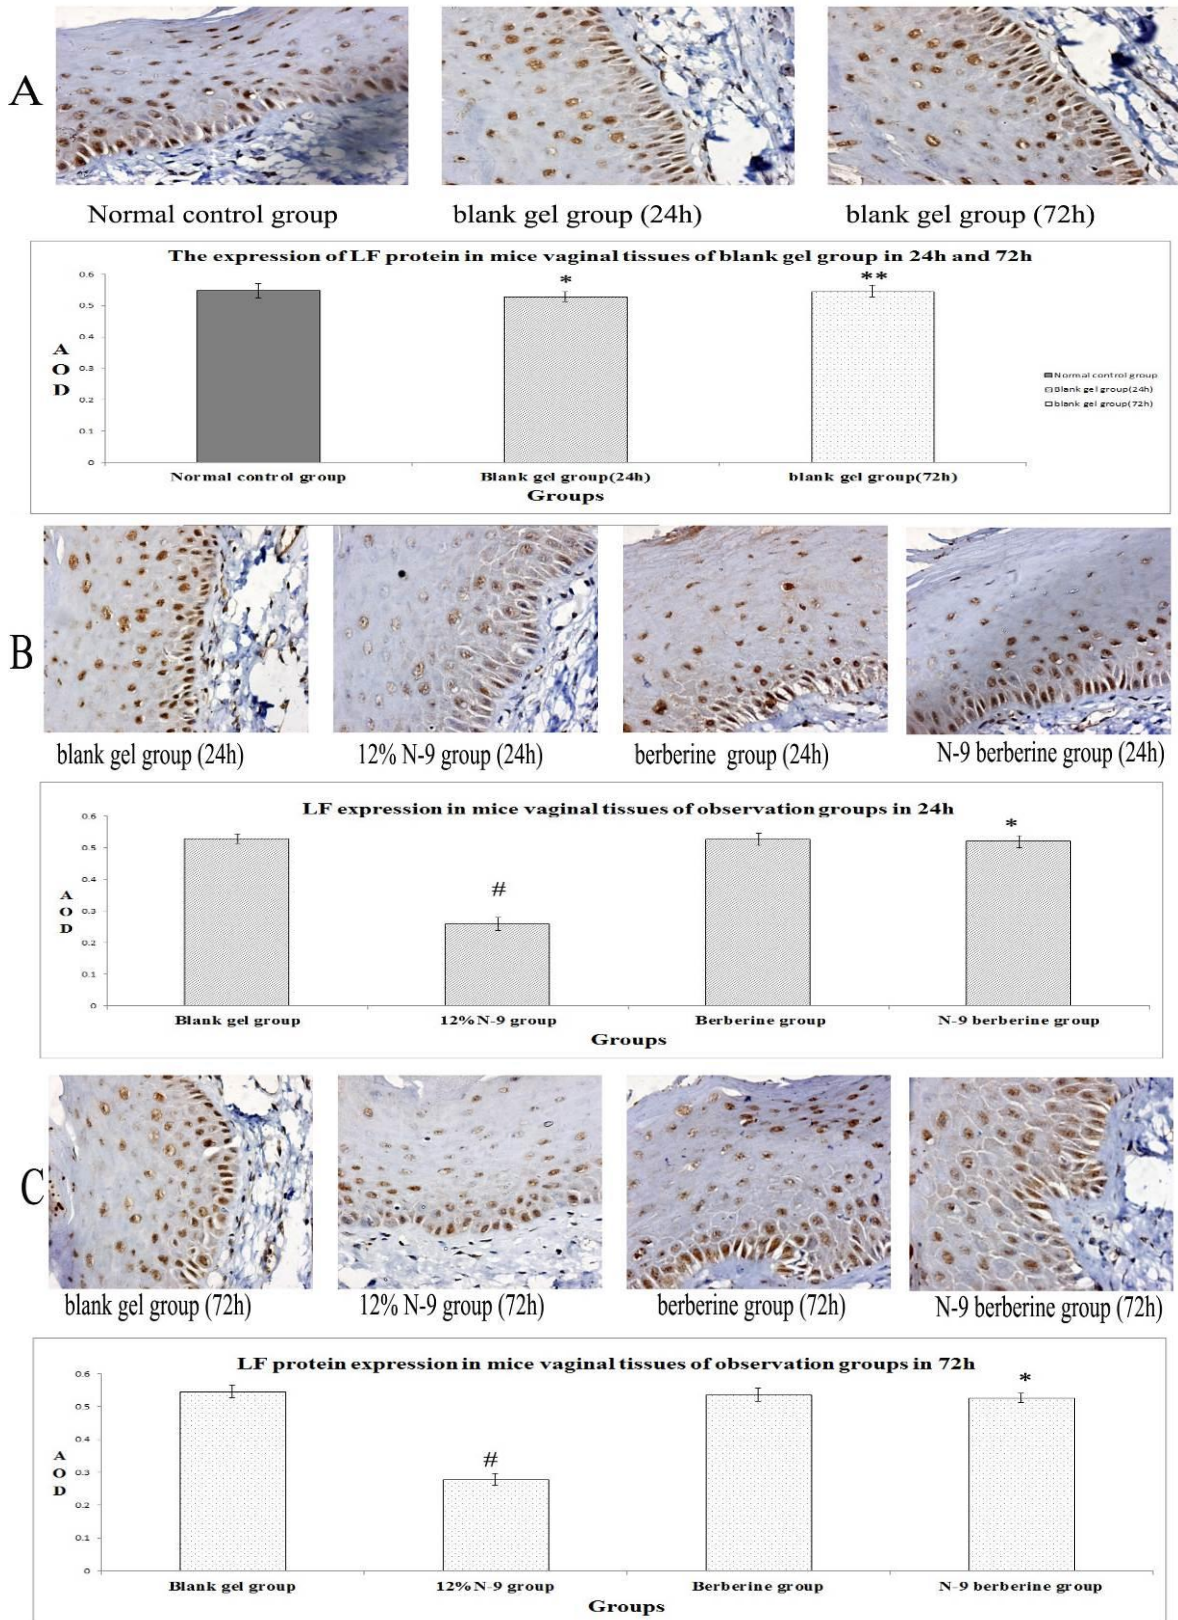 A
Normal control group
blank gel group (24h)
blank gel group (72h)
The expression of LF protein in mice vaginal tissues of blank gel group in 24h and 72h
0.6
0.5
0.4
0.3
0.2
0.1
0
AOD
*
**
Normal control group
Blank gel group(24h)
blank gel group(72h)
Normal control group
Blank gel group(24h)
blank gel group(72h)
Groups
B
blank gel group (24h)
12% N-9 group (24h)
berberine group (24h)
N-9 berberine group (24h)
LF expression in mice vaginal tissues of observation groups in 24h
0.6
0.5
0.4
0.3
0.2
0.1
0
AOD
#
*
Blank gel group
12% N-9 group
Berberine group
N-9 berberine group
Groups
C
blank gel group (72h)
12% N-9 group (72h)
berberine group (72h)
N-9 berberine group (72h)
LF protein expression in mice vaginal tissues of observation groups in 72h
0.6
0.5
0.4
0.3
0.2
0.1
0
AOD
#
*
Blank gel group
12% N-9 group
Berberine group
N-9 berberine group
Groups